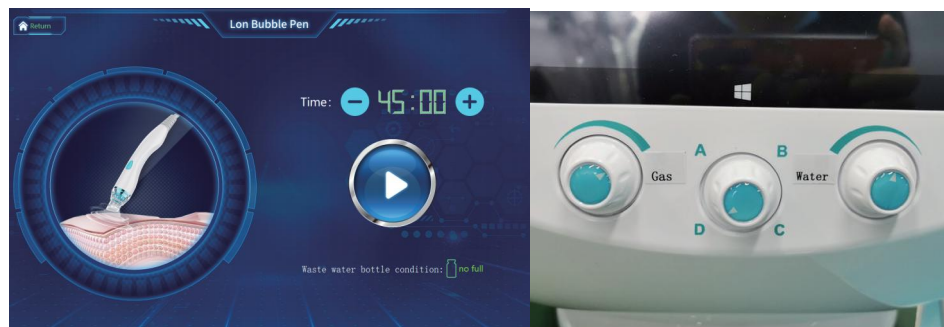 Return
Lon Bubble Pen
Time: - 45:00 +
Waste water bottle condition: no full
A B
Gas
Water
D C